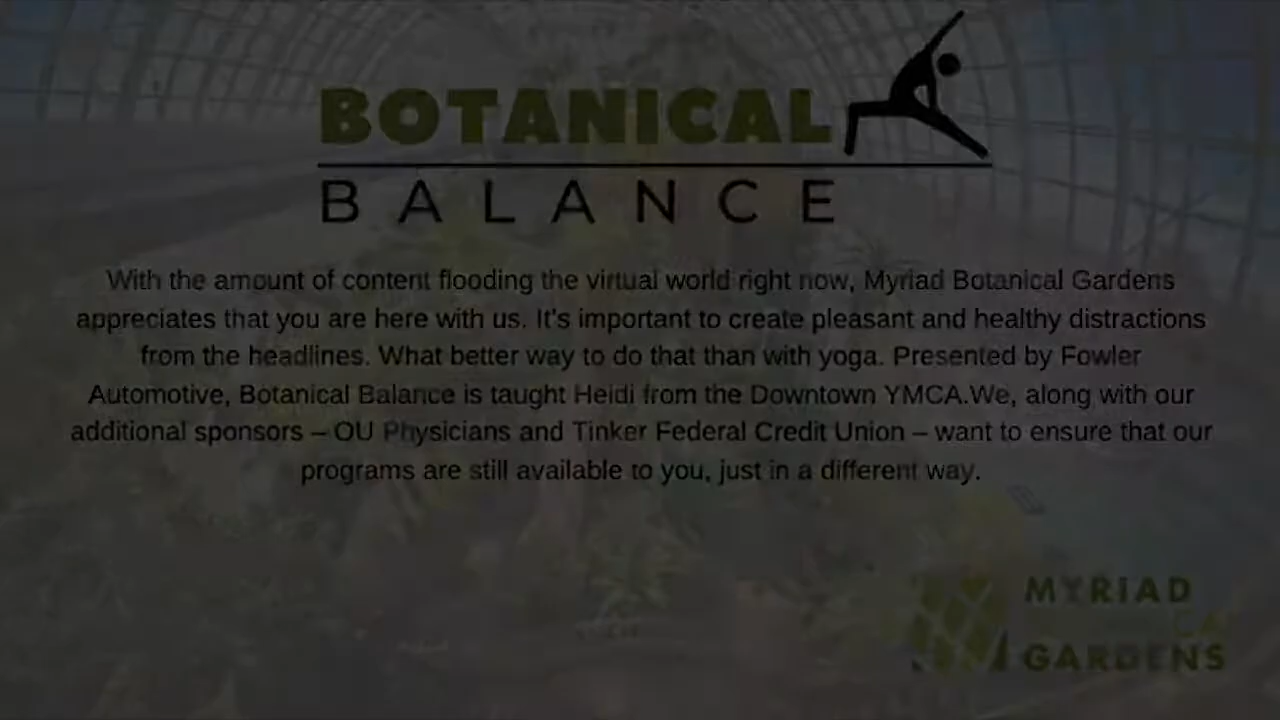 BOTANICAL
BALANCE
With the amount of content flooding the virtual world right now, Myriad Botanical Gardens
appreciates that you are here with us. It's important to create pleasant and healthy distractions
from the headlines. What better way to do that than with yoga. Presented by Fowler
Automotive, Botanical Balance is taught Heidi from the Downtown YMCA.We, along with our
additional sponsors – OU Physicians and Tinker Federal Credit Union – want to ensure that our
programs are still available to you, just in a different way.
MYRIAD
GARDENS